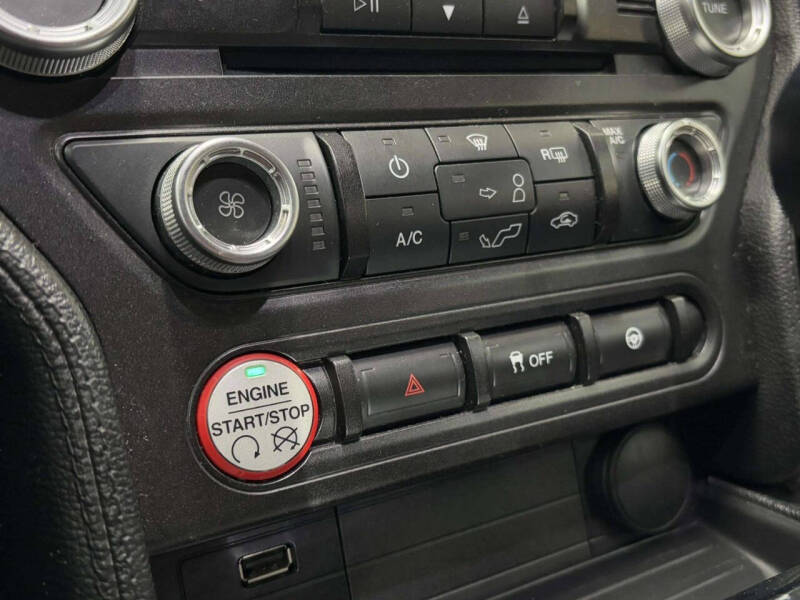 TUNE
MAX
A/C
R
A/C
OFF
ENGINE
START/STOP